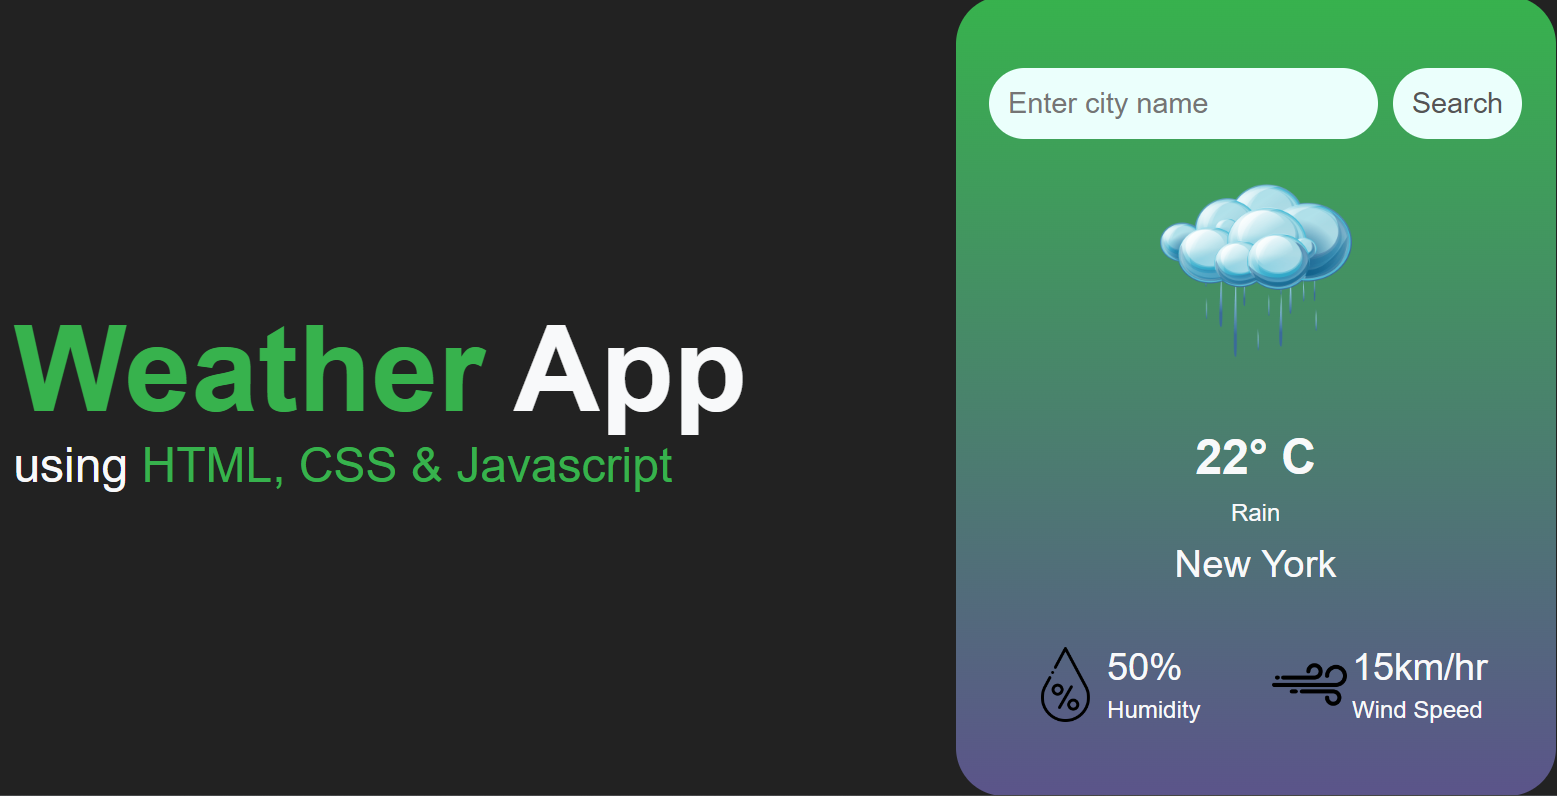 Weather App
using HTML, CSS & Javascript
Enter city name
Search
22° C
Rain
New York
50%
Humidity
15km/hr
Wind Speed